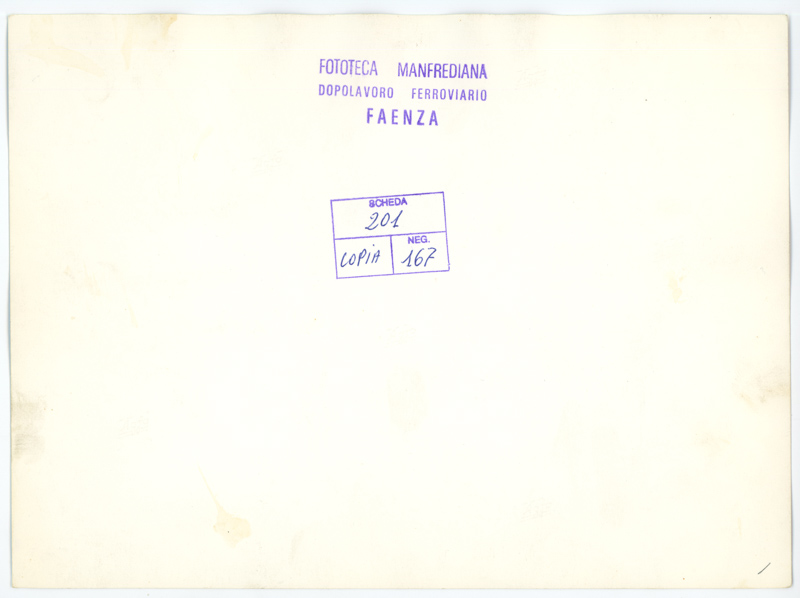 FOTOTECA MANFREDIANA
DOPOLAVORO FERROVIARIO
FAENZA
SCHEDA
201
COPIA
NEG.
167